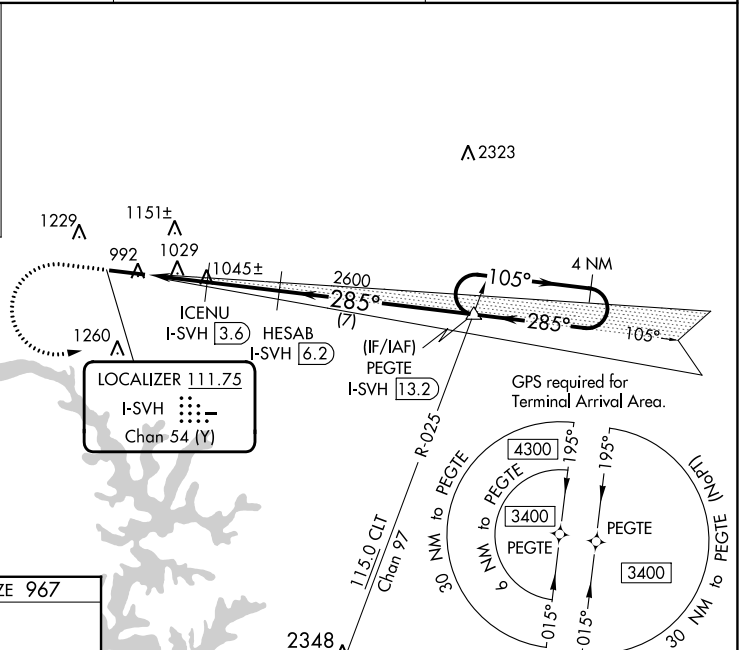 2323
1229
1151±
992
1029
1045±
2600
105°
4 NM
285°
(7)
285°
105°
ICENU
I-SVH 3.6
HESAB
I-SVH 6.2
(IF/IAF)
PEGTE
I-SVH 13.2
1260
LOCALIZER 111.75
I-SVH
Chan 54 (Y)
R-025
115.0 CLT
Chan 97
GPS required for
Terminal Arrival Area.
30 NM to PEGTE
4300
195°
6 NM to PEGTE
3400
PEGTE
015°
195°
PEGTE
3400
015°
30 NM to PEGTE (NoPT)
ZE 967
2348